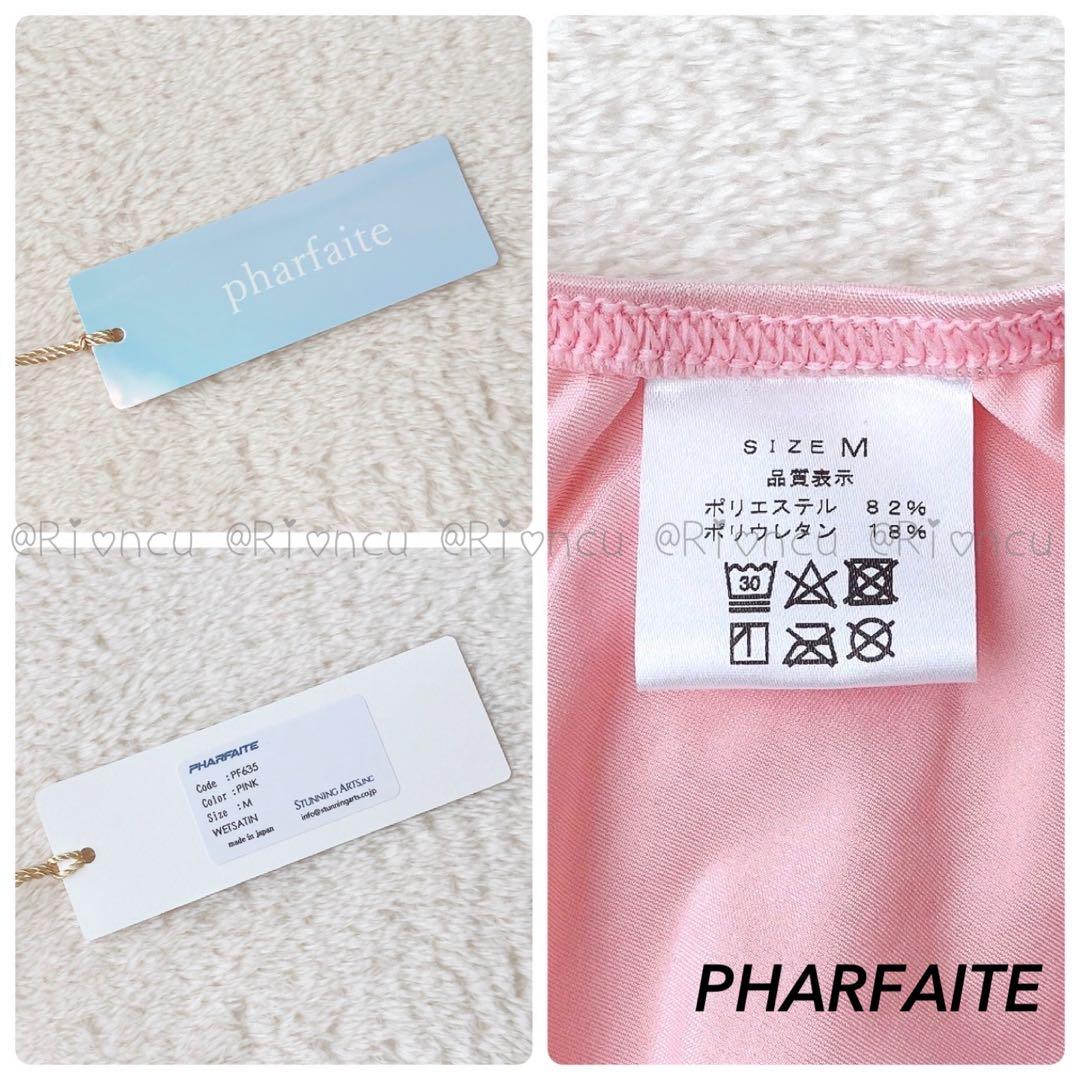 pharfaite
SIZE M
品質表示
ポリエステル 82%
ポリウレタン 18%
30
@Ri♡ncu @Ri♡ncu @Ri♡ncu @Ri♡ncu @Ri♡ncu
PHARFAITE
Code :PF635
Color :PINK
Size :M
WETSATIN
made in japan
STUNNING ARTS,INC
info@stunningarts.co.jp
PHARFAITE